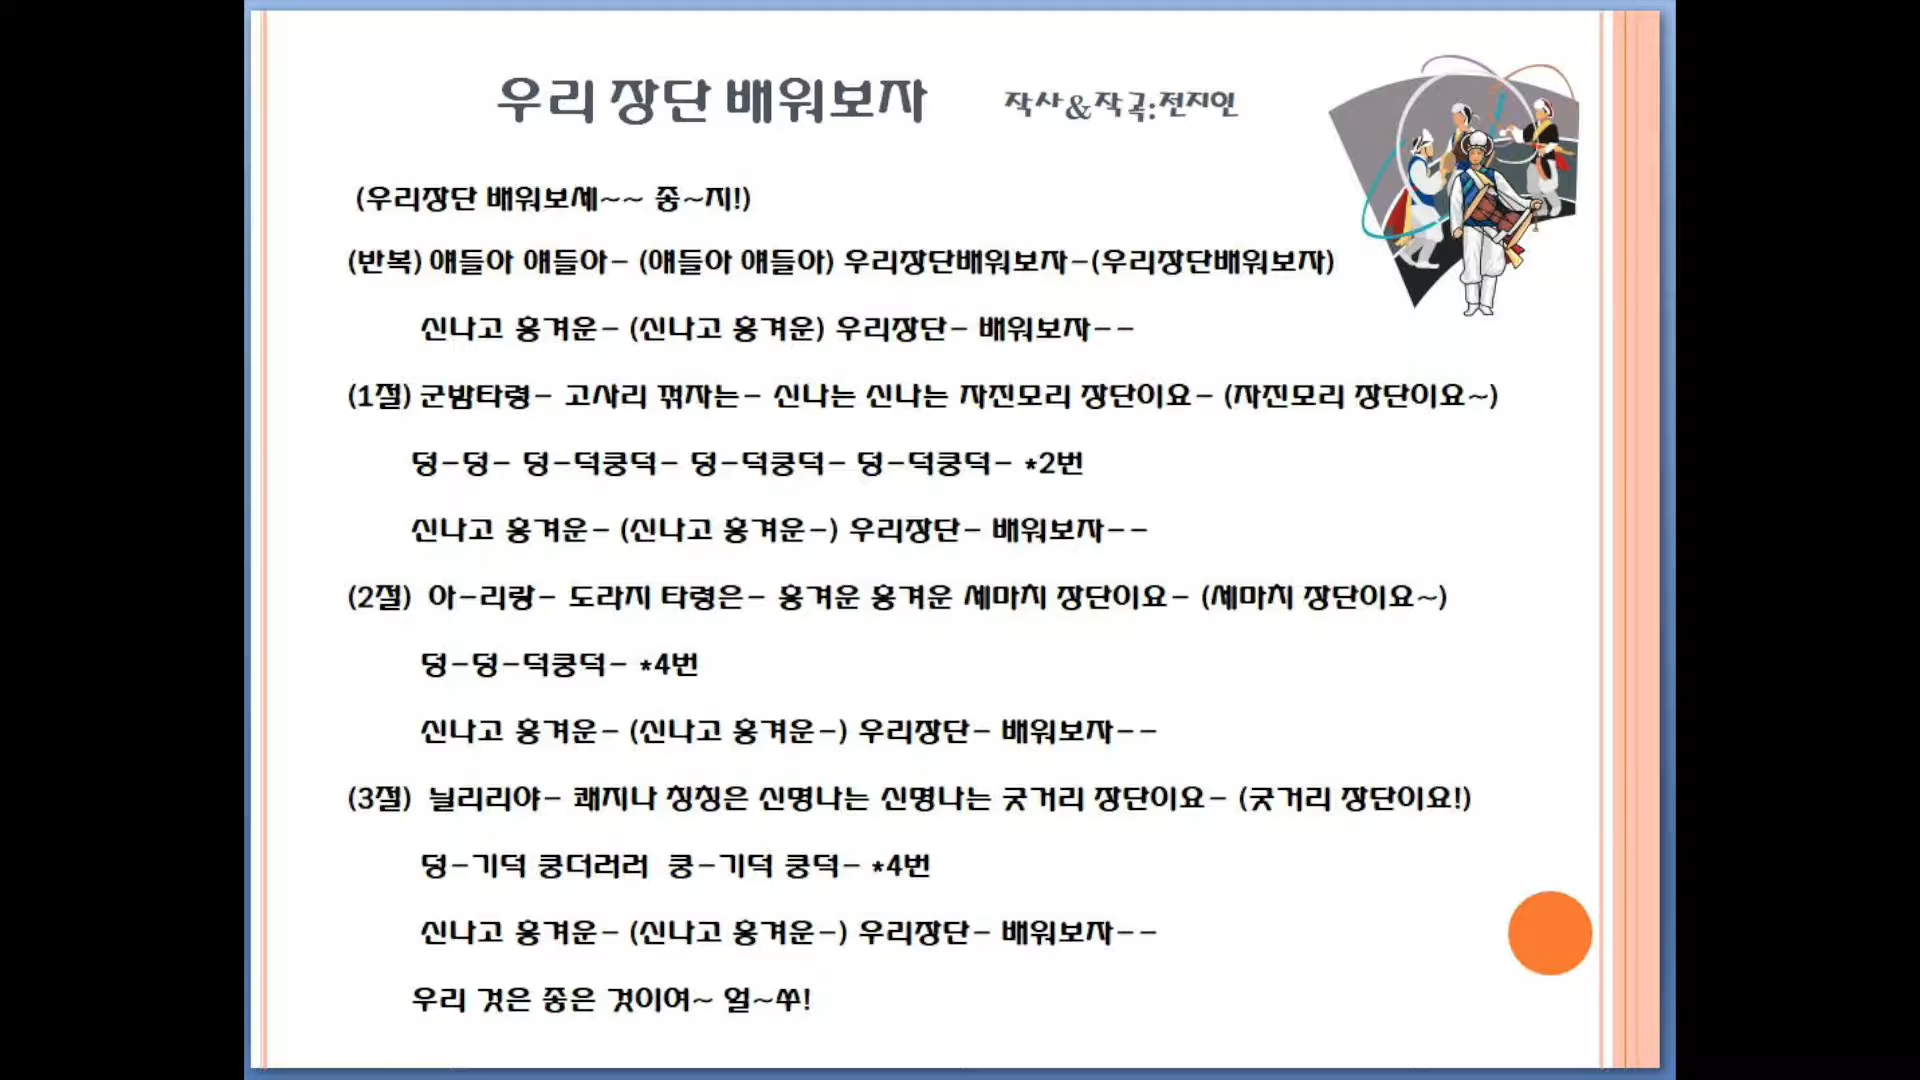 우리 장단 배워보자 작사&작곡:전지인
(우리장단 배워보세~~ 좋~지!)
(반복) 얘들아 얘들아- (얘들아 얘들아) 우리장단배워보자-(우리장단배워보자)
신나고 흥겨운- (신나고 흥겨운) 우리장단- 배워보자--
(1절) 군밤타령- 고사리 꺾자는- 신나는 신나는 자진모리 장단이요- (자진모리 장단이요~)
덩-덩- 덩-덕쿵덕- 덩-덕쿵덕- 덩-덕쿵덕- *2번
신나고 흥겨운- (신나고 흥겨운-) 우리장단- 배워보자--
(2절) 아-리랑- 도라지 타령은- 흥겨운 흥겨운 세마치 장단이요- (세마치 장단이요~)
덩-덩-덕쿵덕- *4번
신나고 흥겨운- (신나고 흥겨운-) 우리장단- 배워보자--
(3절) 닐리리야- 쾌지나 칭칭은 신명나는 신명나는 굿거리 장단이요- (굿거리 장단이요!)
덩-기덕 쿵더러러 쿵-기덕 쿵덕- *4번
신나고 흥겨운- (신나고 흥겨운-) 우리장단- 배워보자--
우리 것은 좋은 것이여~ 얼~쑤!